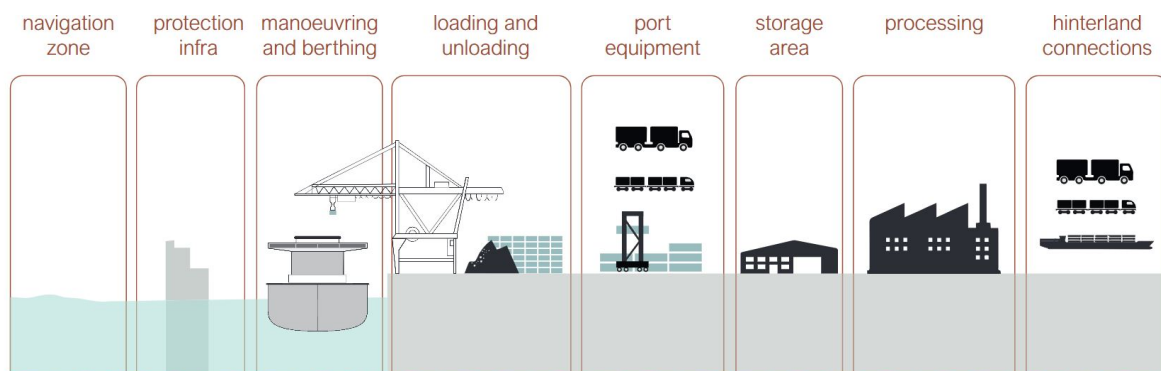 navigation
zone
protection
infra
manoeuvring
and berthing
loading and
unloading
port
equipment
storage
area
processing
hinterland
connections